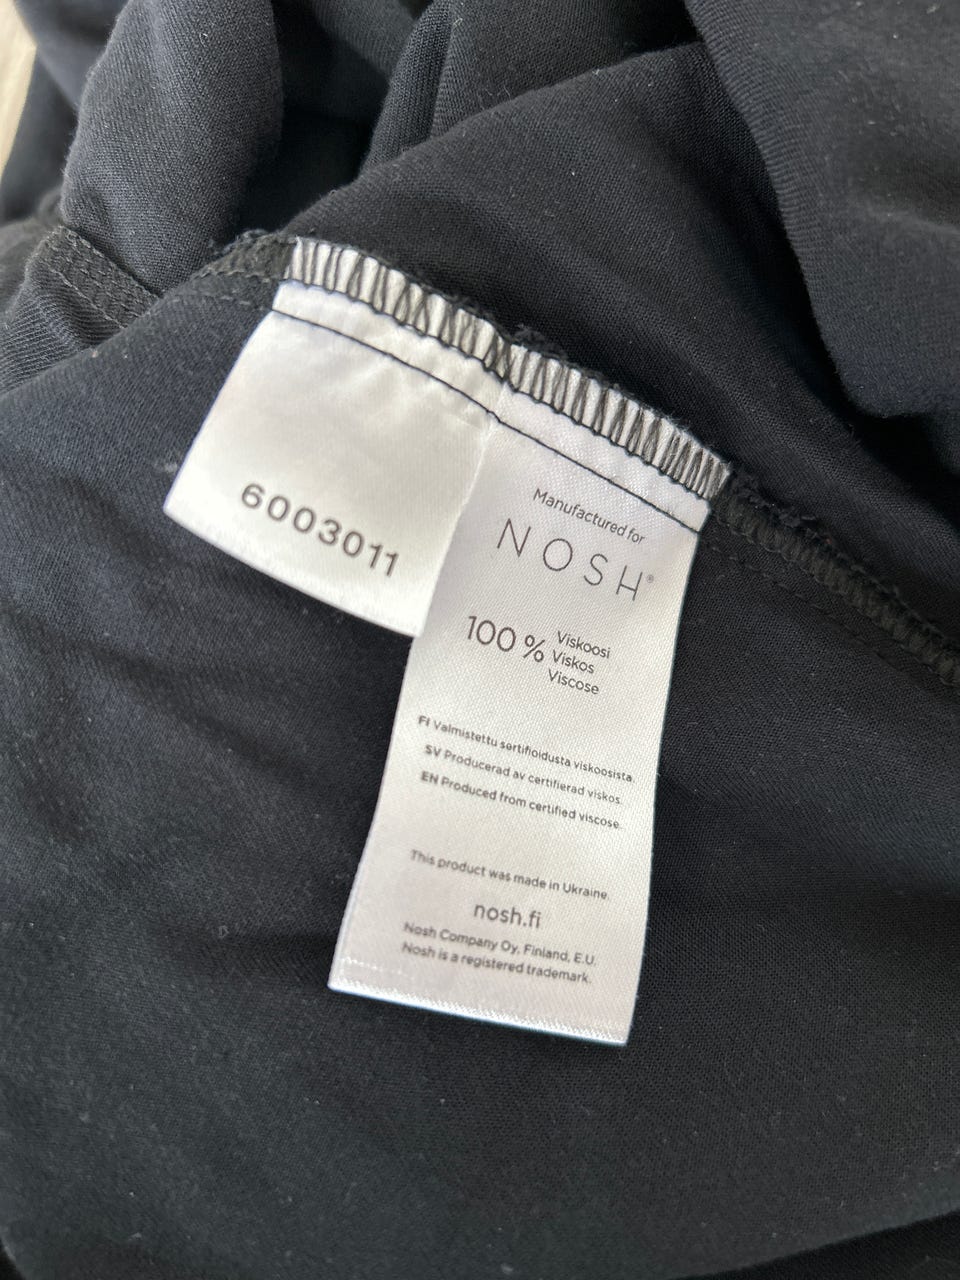 6003011
Manufactured for
NOSH®
100 % Viskoosi
Viskos
Viscose
FI Valmistettu sertifioidusta viskoosista.
SV Producerad av certifierad viskos.
EN Produced from certified viscose.
This product was made in Ukraine.
nosh.fi
Nosh Company Oy, Finland, E.U.
Nosh is a registered trademark.